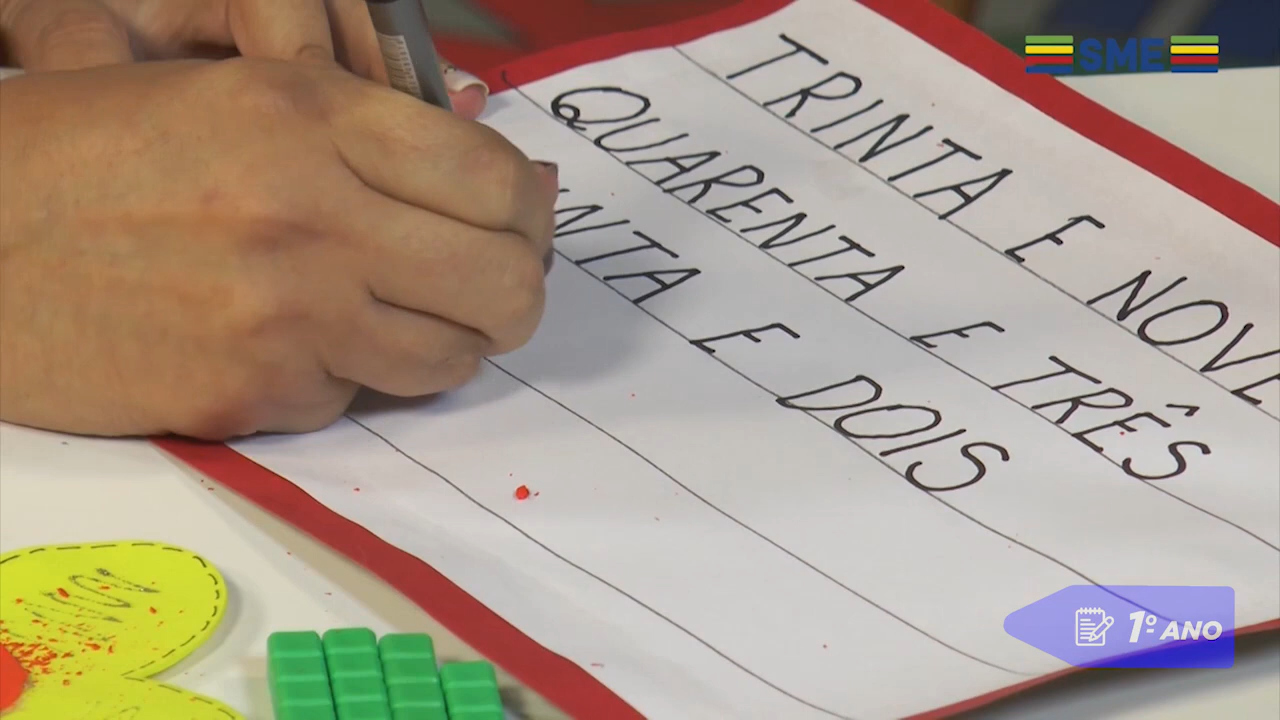 SME
TRINTA E NOVE
QUARENTA E TRÊS
NTA E DOIS
1º ANO